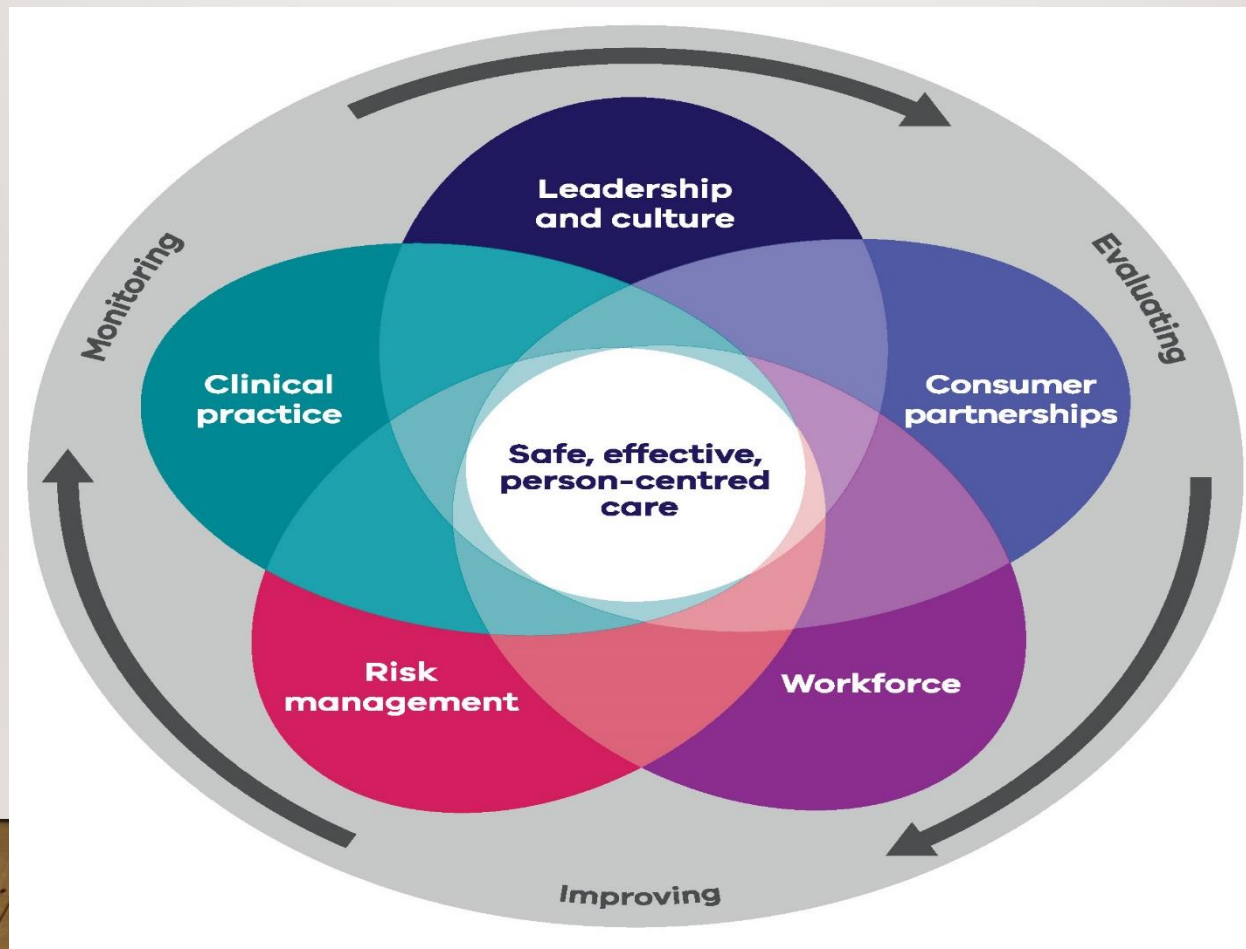 Leadership
and culture
Monitoring
Evaluating
Clinical
practice
Consumer
partnerships
Safe, effective,
person-centred
care
Risk
management
Workforce
Improving